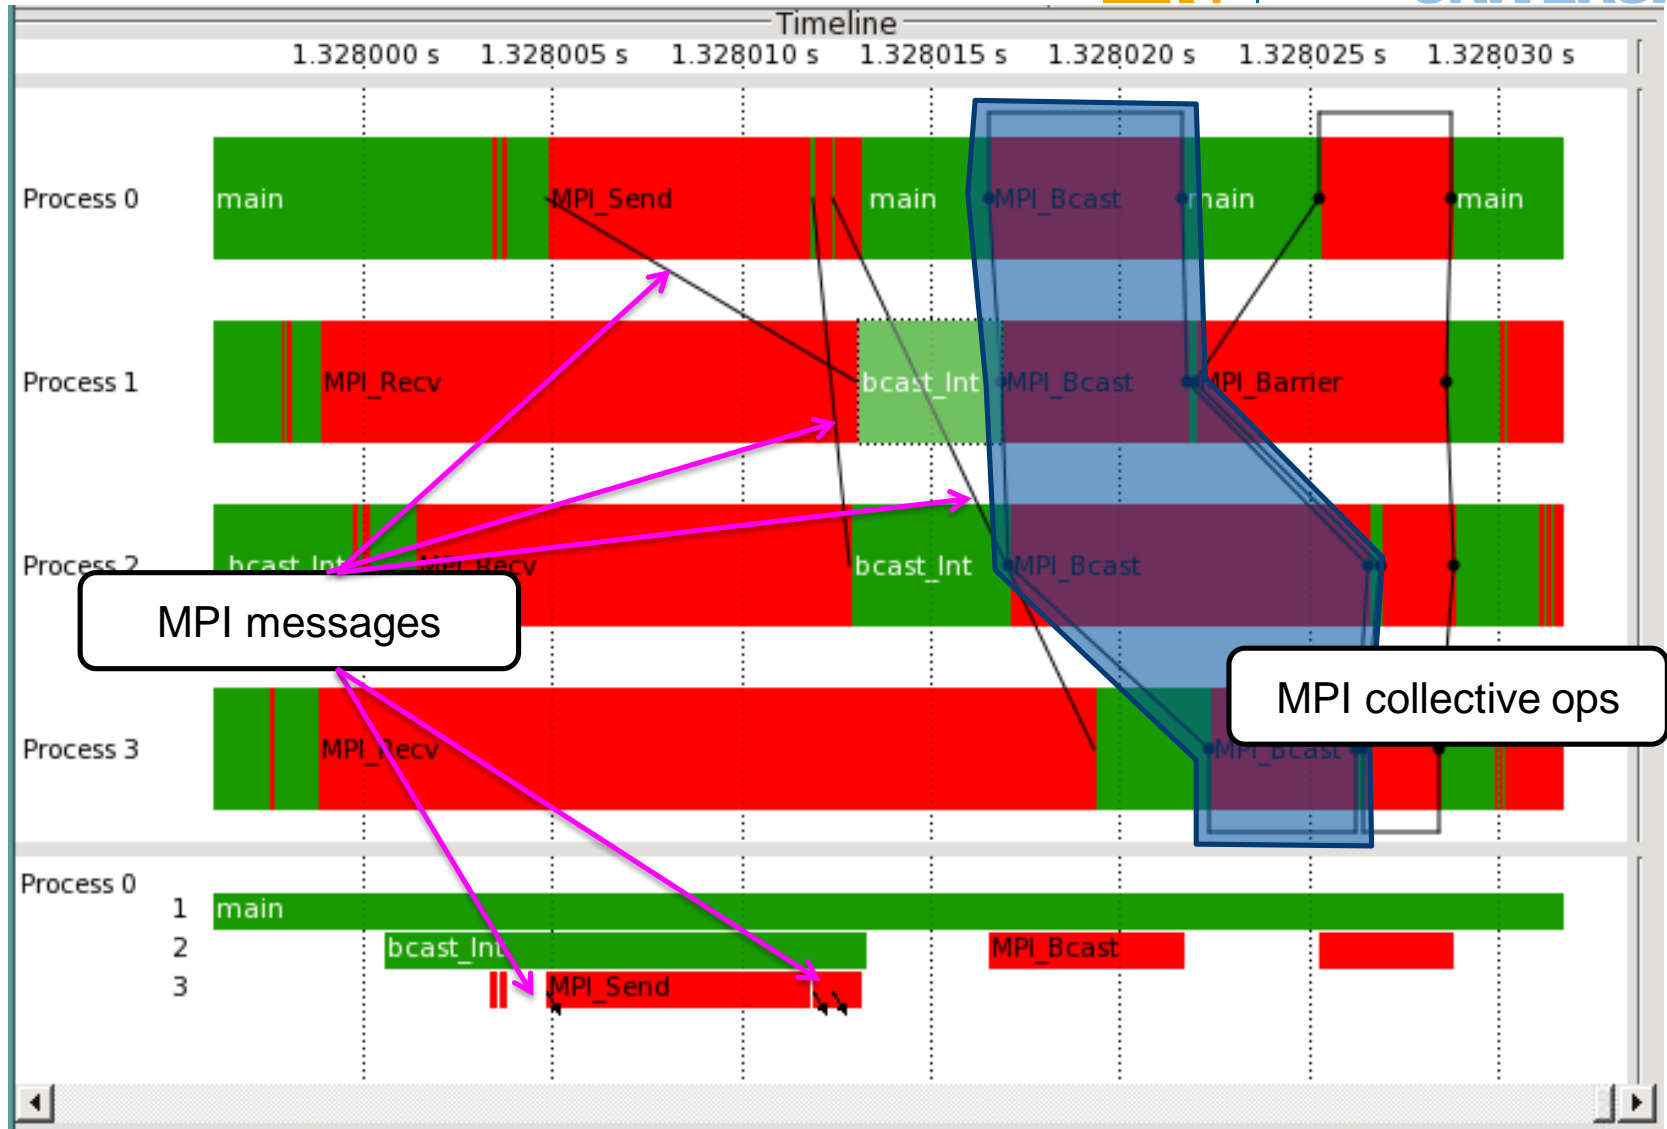 Timeline
1.328000 s 1.328005 s 1.328010 s 1.328015 s 1.328020 s 1.328025 s 1.328030 s
Process 0 main MPI_Send main MPI_Bcast main main
Process 1 MPI_Recv bcast_Int MPI_Bcast MPI_Barrier
Process 2 bcast_Int MPI_Recv bcast_Int MPI_Bcast
MPI messages
MPI collective ops
Process 3 MPI_Recv MPI_Bcast
Process 0
1 main
2 bcast_Int MPI_Bcast
3 MPI_Send